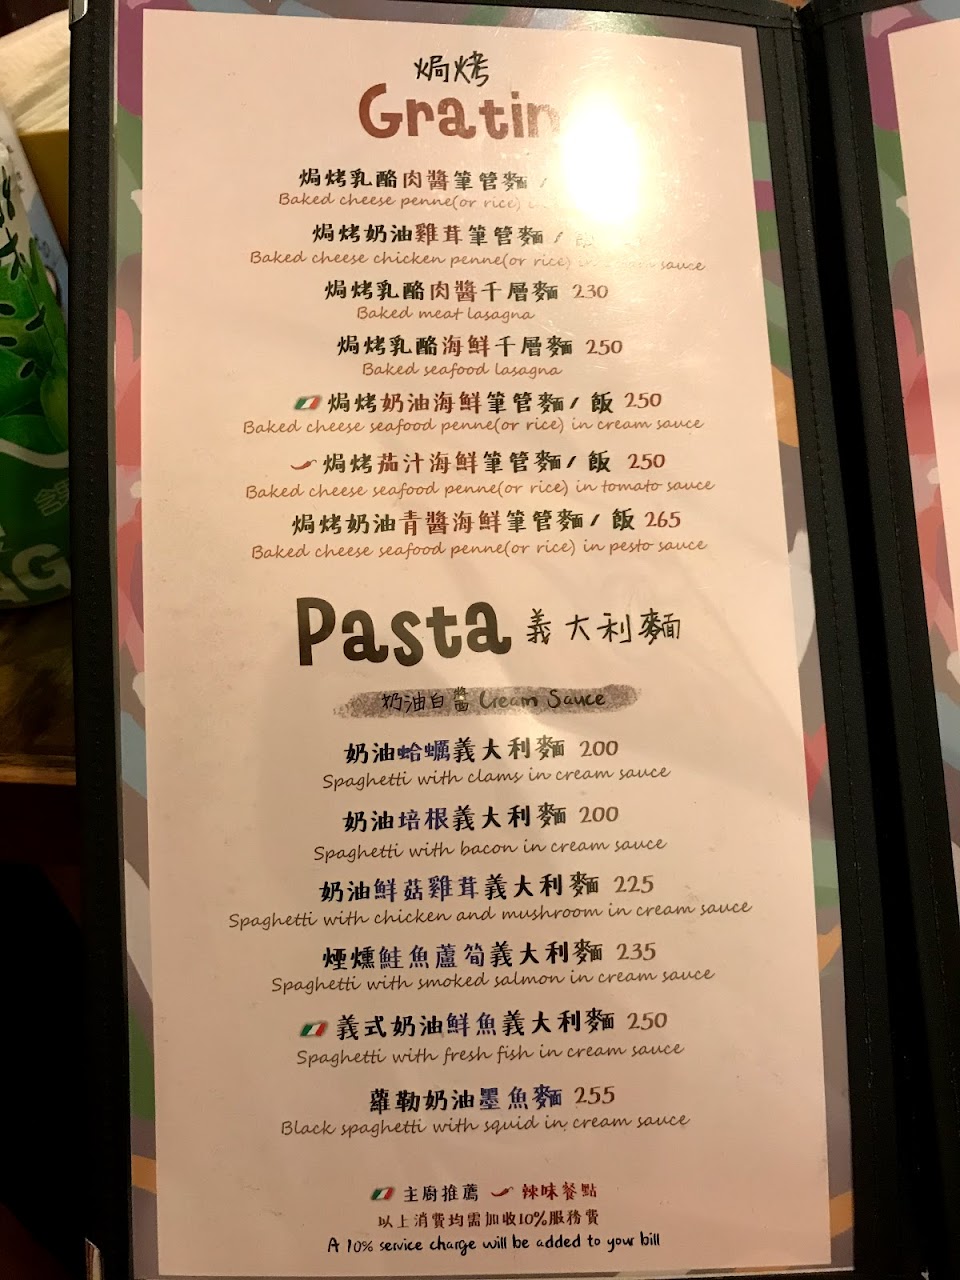 焗烤
Gratin
焗烤乳酪肉醬筆管麵 /
Baked cheese penne(or rice)
焗烤奶油雞茸筆管麵 / 飯
Baked cheese chicken penne(or rice) in cream sauce
焗烤乳酪肉醬千層麵 230
Baked meat lasagna
焗烤乳酪海鮮千層麵 250
Baked seafood lasagna
焗烤奶油海鮮筆管麵 / 飯 250
Baked cheese seafood penne(or rice) in cream sauce
焗烤茄汁海鮮筆管麵 / 飯 250
Baked cheese seafood penne(or rice) in tomato sauce
焗烤奶油青醬海鮮筆管麵 / 飯 265
Baked cheese seafood penne(or rice) in pesto sauce
Pasta 義大利麵
奶油白醬 Cream Sauce
奶油蛤蠣義大利麵 200
Spaghetti with clams in cream sauce
奶油培根義大利麵 200
Spaghetti with bacon in cream sauce
奶油鮮菇雞茸義大利麵 225
Spaghetti with chicken and mushroom in cream sauce
煙燻鮭魚蘆筍義大利麵 235
Spaghetti with smoked salmon in cream sauce
義式奶油鮮魚義大利麵 250
Spaghetti with fresh fish in cream sauce
蘿勒奶油墨魚麵 255
Black spaghetti with squid in cream sauce
主廚推薦 辣味餐點
以上消費均需加收10%服務費
A 10% service charge will be added to your bill